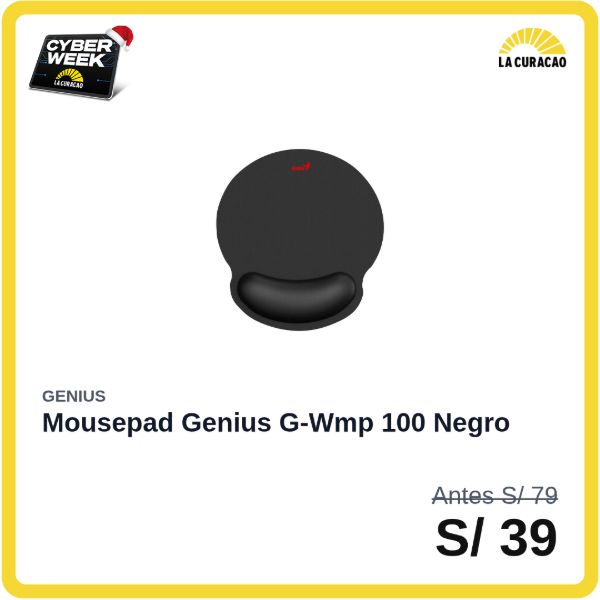 CYBER
WEEK
LA CURACAO
LA CURACAO
GENIUS
Mousepad Genius G-Wmp 100 Negro
Antes S/ 79
S/ 39